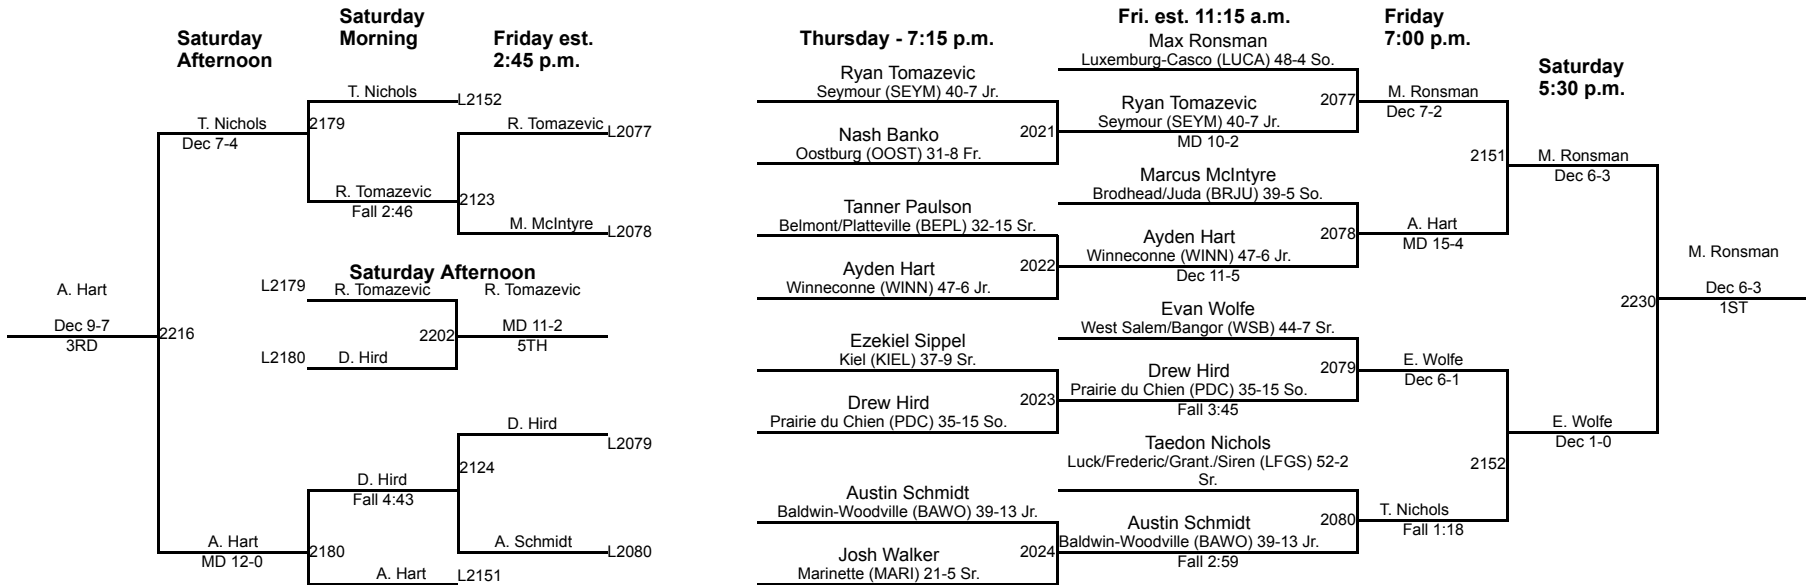 Saturday
Afternoon
Saturday
Morning
Friday est.
2:45 p.m.
T. Nichols
L2152
2179
T. Nichols
Dec 7-4
R. Tomazevic
L2077
R. Tomazevic
Fall 2:46
2123
M. McIntyre
L2078
Saturday Afternoon
L2179
R. Tomazevic
R. Tomazevic
A. Hart
Dec 9-7
3RD
2216
2202
MD 11-2
5TH
L2180
D. Hird
D. Hird
L2079
2124
D. Hird
Fall 4:43
A. Schmidt
L2080
A. Hart
MD 12-0
2180
A. Hart
L2151
Thursday - 7:15 p.m.
Ryan Tomazevic
Seymour (SEYM) 40-7 Jr.
2021
Nash Banko
Oostburg (OOST) 31-8 Fr.
Tanner Paulson
Belmont/Platteville (BEPL) 32-15 Sr.
2022
Ayden Hart
Winneconne (WINN) 47-6 Jr.
Ezekiel Sippel
Kiel (KIEL) 37-9 Sr.
2023
Drew Hird
Prairie du Chien (PDC) 35-15 So.
Austin Schmidt
Baldwin-Woodville (BAWO) 39-13 Jr.
2024
Josh Walker
Marinette (MARI) 21-5 Sr.
Fri. est. 11:15 a.m.
Max Ronsman
Luxemburg-Casco (LUCA) 48-4 So.
2077
Ryan Tomazevic
Seymour (SEYM) 40-7 Jr.
MD 10-2
Marcus McIntyre
Brodhead/Juda (BRJU) 39-5 So.
2078
Ayden Hart
Winneconne (WINN) 47-6 Jr.
Dec 11-5
Evan Wolfe
West Salem/Bangor (WSB) 44-7 Sr.
2079
Drew Hird
Prairie du Chien (PDC) 35-15 So.
Fall 3:45
Taedon Nichols
Luck/Frederic/Grant./Siren (LFGS) 52-2
Sr.
2080
Austin Schmidt
Baldwin-Woodville (BAWO) 39-13 Jr.
Fall 2:59
Friday
7:00 p.m.
M. Ronsman
Dec 7-2
2151
A. Hart
MD 15-4
E. Wolfe
Dec 6-1
2152
T. Nichols
Fall 1:18
Saturday
5:30 p.m.
M. Ronsman
Dec 6-3
2230
E. Wolfe
Dec 1-0
M. Ronsman
Dec 6-3
1ST